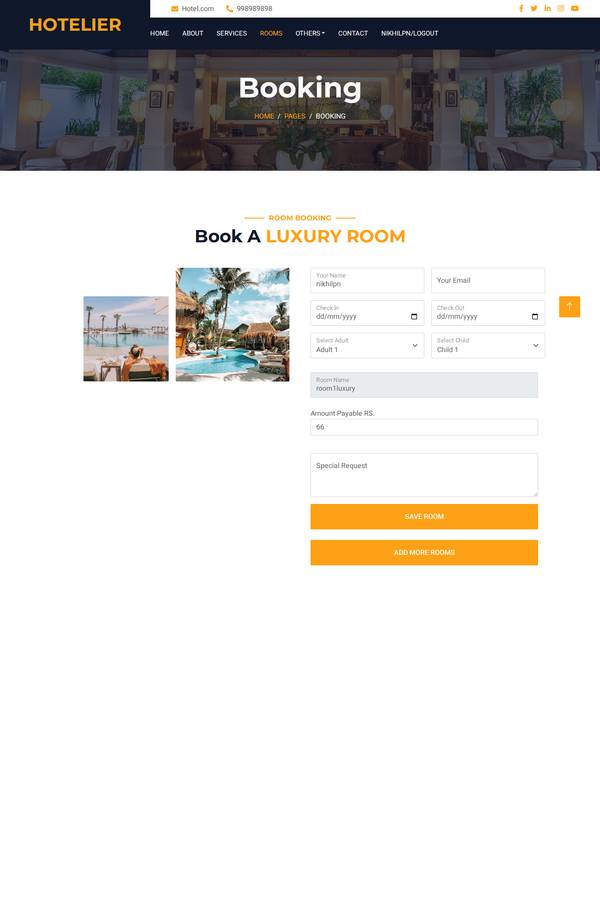 HOTELIER
Hotel.com 998989898
HOME ABOUT SERVICES ROOMS OTHERS CONTACT NIKHILPN/LOGOUT
Booking
HOME / PAGES / BOOKING
ROOM BOOKING
Book A LUXURY ROOM
Your Name
nikhilpn
Your Email
Check In
dd/mm/yyyy
Check Out
dd/mm/yyyy
Select Adult
Adult 1
Select Child
Child 1
Room Name
room1luxury
Amount Payable RS.
66
Special Request
SAVE ROOM
ADD MORE ROOMS